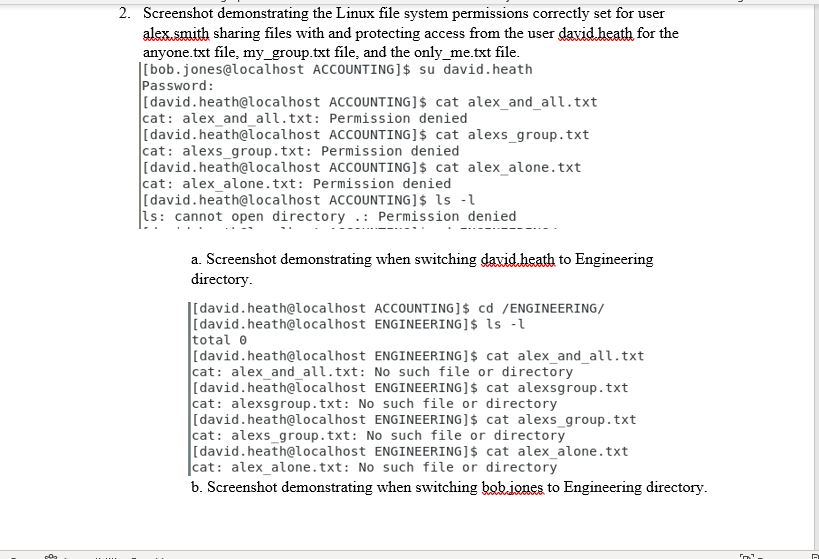 2. Screenshot demonstrating the Linux file system permissions correctly set for user
alex.smith sharing files with and protecting access from the user david.heath for the
anyone.txt file, my_group.txt file, and the only_me.txt file.
[bob.jones@localhost ACCOUNTING]$ su david.heath
Password:
[david.heath@localhost ACCOUNTING]$ cat alex_and_all.txt
cat: alex_and_all.txt: Permission denied
[david.heath@localhost ACCOUNTING]$ cat alexs_group.txt
cat: alexs_group.txt: Permission denied
[david.heath@localhost ACCOUNTING]$ cat alex_alone.txt
cat: alex_alone.txt: Permission denied
[david.heath@localhost ACCOUNTING]$ ls -l
ls: cannot open directory .: Permission denied
a. Screenshot demonstrating when switching david.heath to Engineering
directory.
[david.heath@localhost ACCOUNTING]$ cd /ENGINEERING/
[david.heath@localhost ENGINEERING]$ ls -l
total 0
[david.heath@localhost ENGINEERING]$ cat alex_and_all.txt
cat: alex_and_all.txt: No such file or directory
[david.heath@localhost ENGINEERING]$ cat alexsgroup.txt
cat: alexsgroup.txt: No such file or directory
[david.heath@localhost ENGINEERING]$ cat alexs_group.txt
cat: alexs_group.txt: No such file or directory
[david.heath@localhost ENGINEERING]$ cat alex_alone.txt
cat: alex_alone.txt: No such file or directory
b. Screenshot demonstrating when switching bob.jones to Engineering directory.